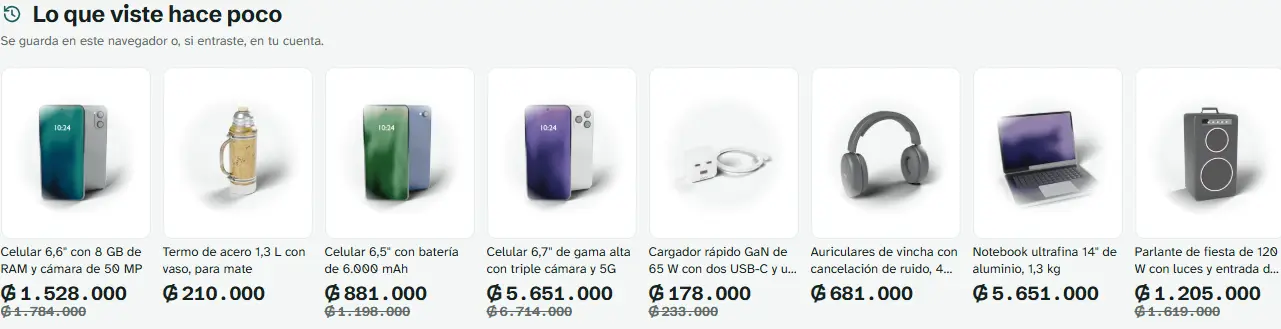 Lo que viste hace poco
Se guarda en este navegador o, si entraste, en tu cuenta.
10:24
10:24
10:24
Celular 6,6" con 8 GB de
RAM y cámara de 50 MP
₲ 1.528.000
₲ 1.784.000
Termo de acero 1,3 L con
vaso, para mate
₲ 210.000
Celular 6,5" con batería
de 6.000 mAh
₲ 881.000
₲ 1.198.000
Celular 6,7" de gama alta
con triple cámara y 5G
₲ 5.651.000
₲ 6.714.000
Cargador rápido GaN de
65 W con dos USB-C y u...
₲ 178.000
₲ 233.000
Auriculares de vincha con
cancelación de ruido, 4...
₲ 681.000
Notebook ultrafina 14" de
aluminio, 1,3 kg
₲ 5.651.000
Parlante de fiesta de 120
W con luces y entrada d...
₲ 1.205.000
₲ 1.619.000